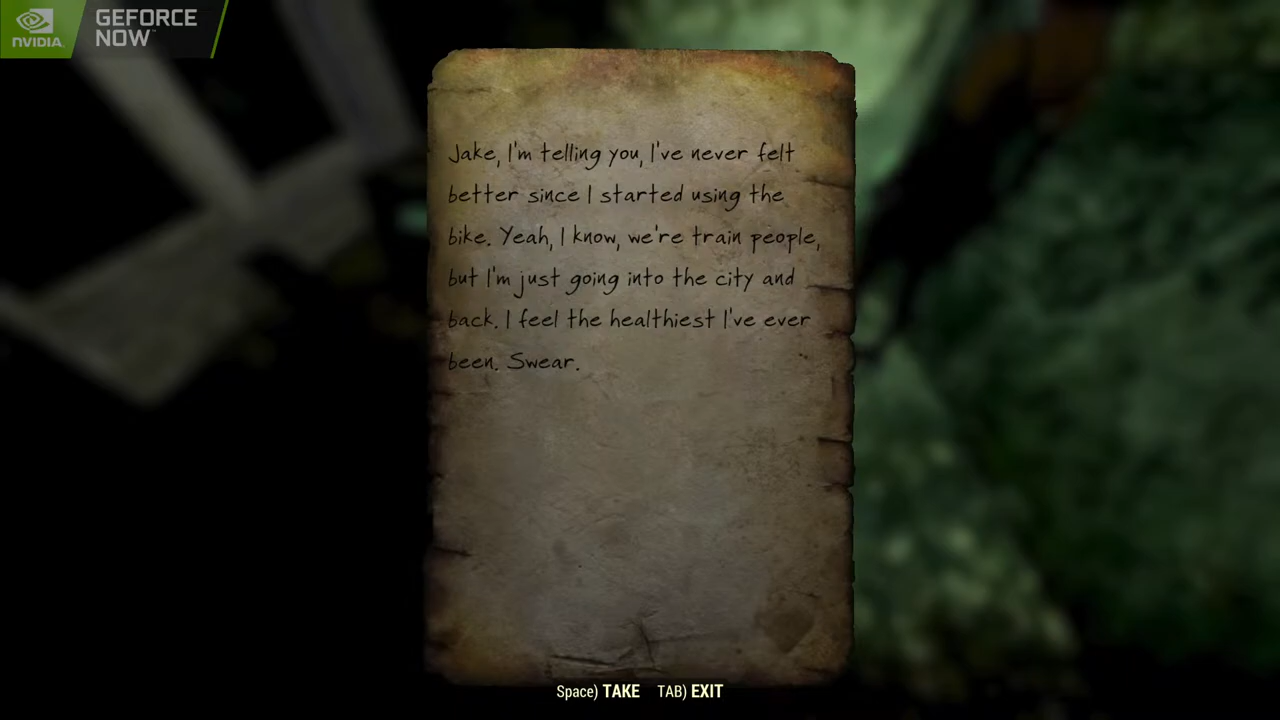 NVIDIA.
GEFORCE
NOW™
Jake, I'm telling you, I've never felt
better since I started using the
bike. Yeah, I know, we're train people,
but I'm just going into the city and
back. I feel the healthiest I've ever
been. Swear.
Space) TAKE TAB) EXIT